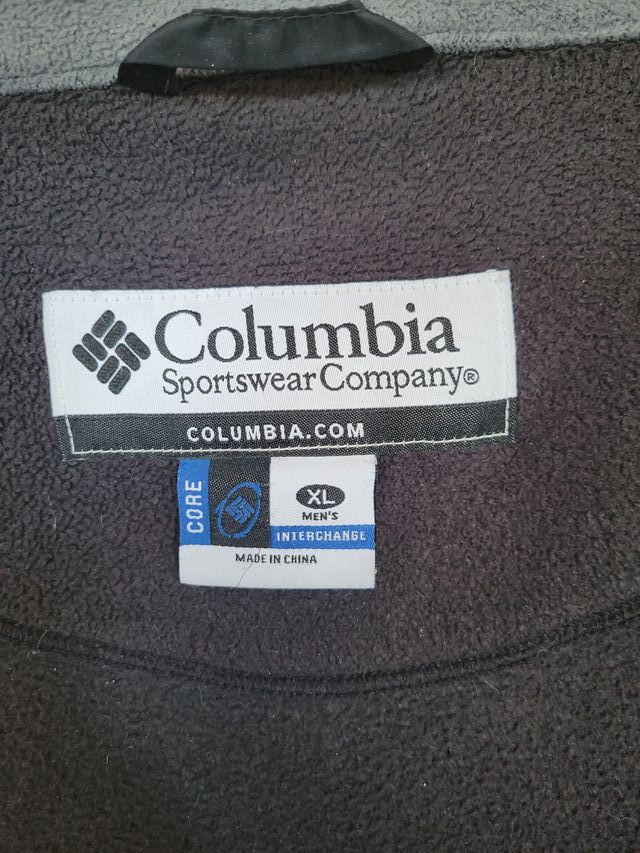 Columbia
Sportswear Company®
COLUMBIA.COM
CORE
XL
MEN'S
INTERCHANGE
MADE IN CHINA